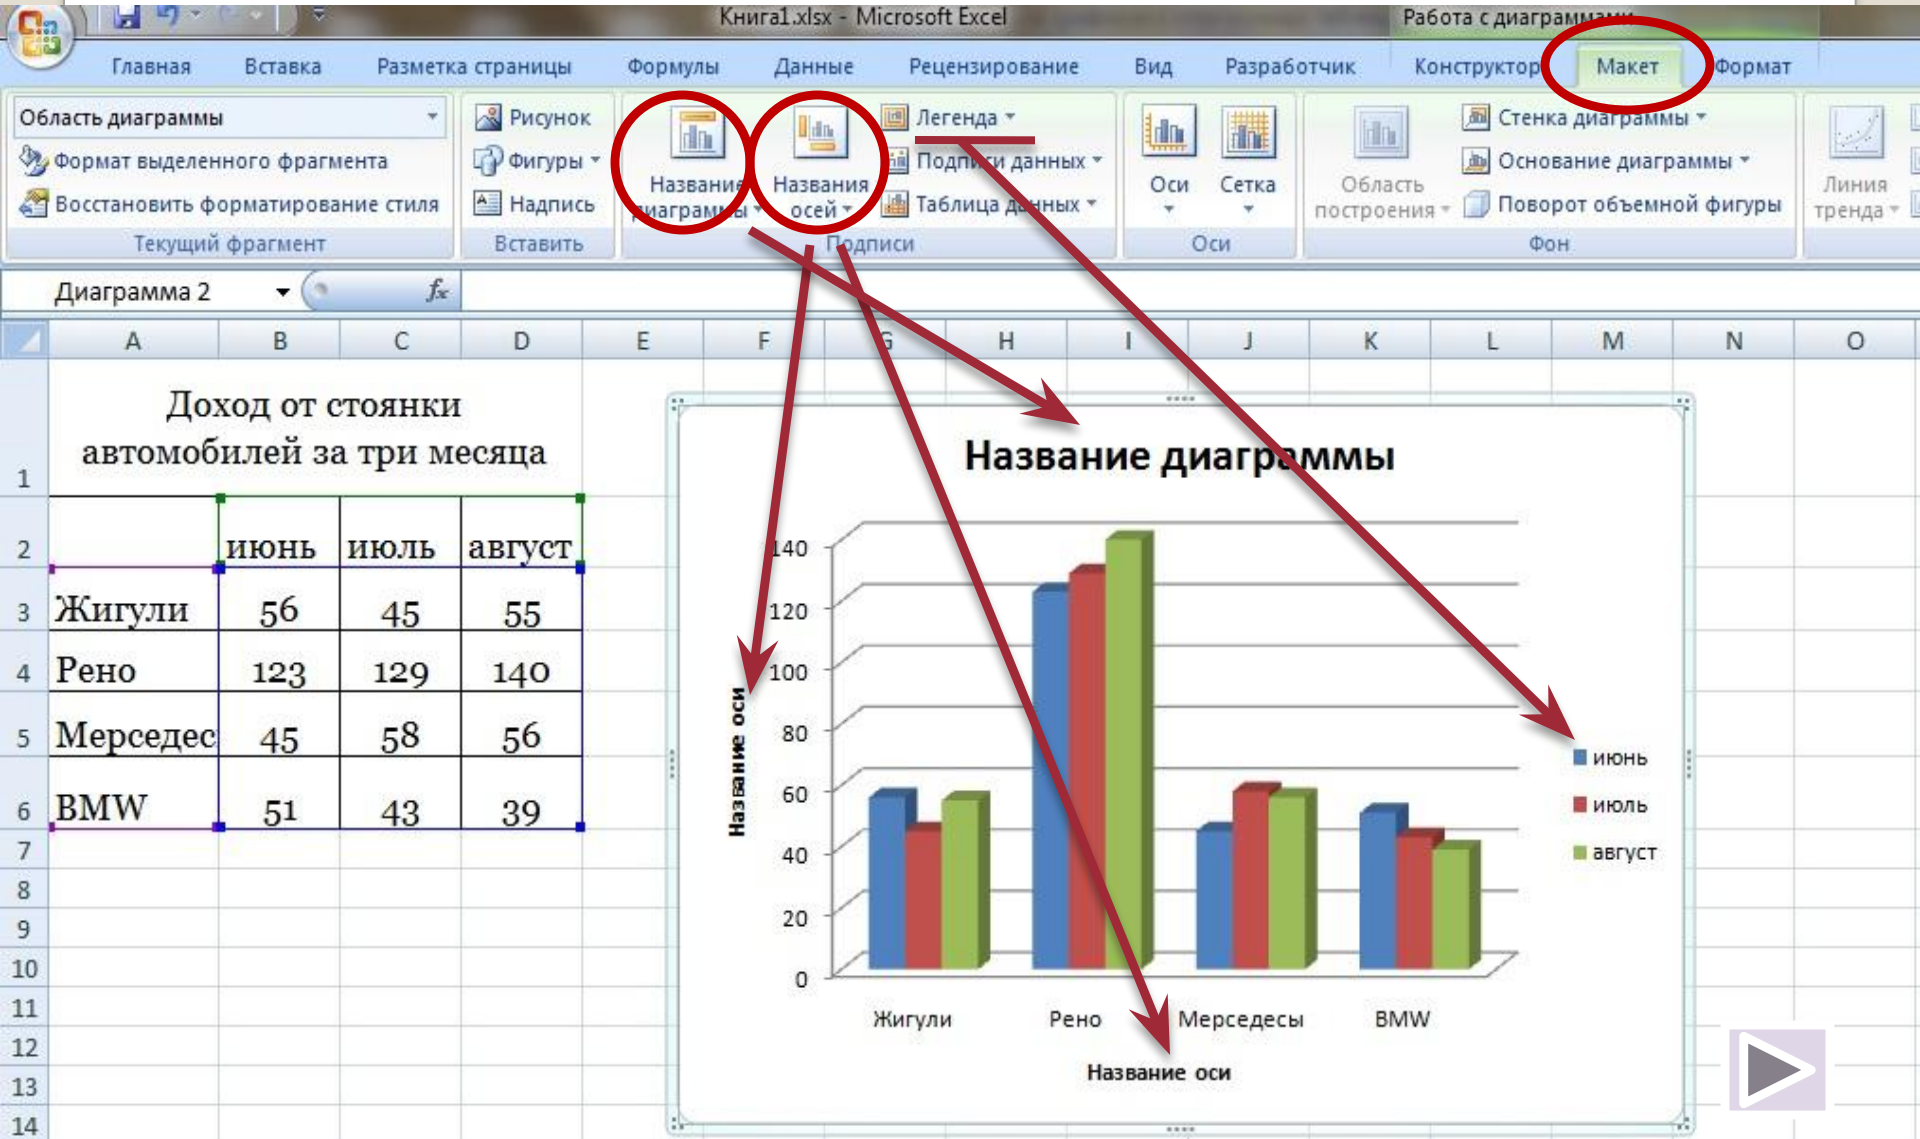 Книга1.xlsx - Microsoft Excel
Работа с диаграммами
Главная Вставка Разметка страницы Формулы Данные Рецензирование Вид Разработчик Конструктор Макет Формат
Область диаграммы
Формат выделенного фрагмента
Восстановить форматирование стиля
Текущий фрагмент
Рисунок
Фигуры
Надпись
Вставить
Название диаграммы
Названия осей
Легенда
Подписи данных
Таблица данных
Подписи
Оси
Сетка
Оси
Область построения
Стенка диаграммы
Основание диаграммы
Поворот объемной фигуры
Фон
Линия тренда
Диаграмма 2 fx
A B C D E F G H I J K L M N O
1 Доход от стоянки
автомобилей за три месяца
2 июнь июль август
3 Жигули 56 45 55
4 Рено 123 129 140
5 Мерседес 45 58 56
6 BMW 51 43 39
7
8
9
10
11
12
13
14
Название диаграммы
140
120
100
80
60
40
20
0
Название оси
Жигули Рено Мерседесы BMW
Название оси
июнь
июль
август